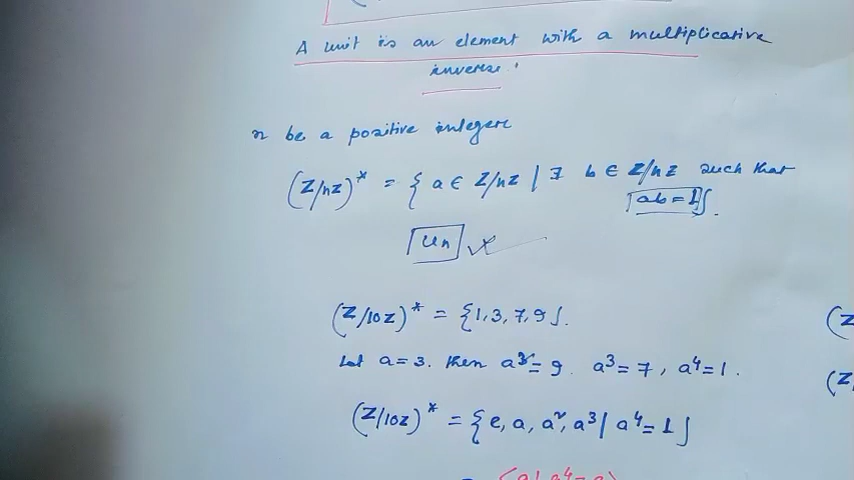 A unit is an element with a multiplicative
inverse.
n be a positive integer
(Z/nZ)* = { a ∈ Z/nZ | ∃ b ∈ Z/nZ such that
ab = 1 }.
Un
(Z/10Z)* = {1, 3, 7, 9}.
(Z
Let a = 3. then a² = 9. a³ = 7, a⁴ = 1.
(Z
(Z/10Z)* = { e, a, a², a³ | a⁴ = 1 }